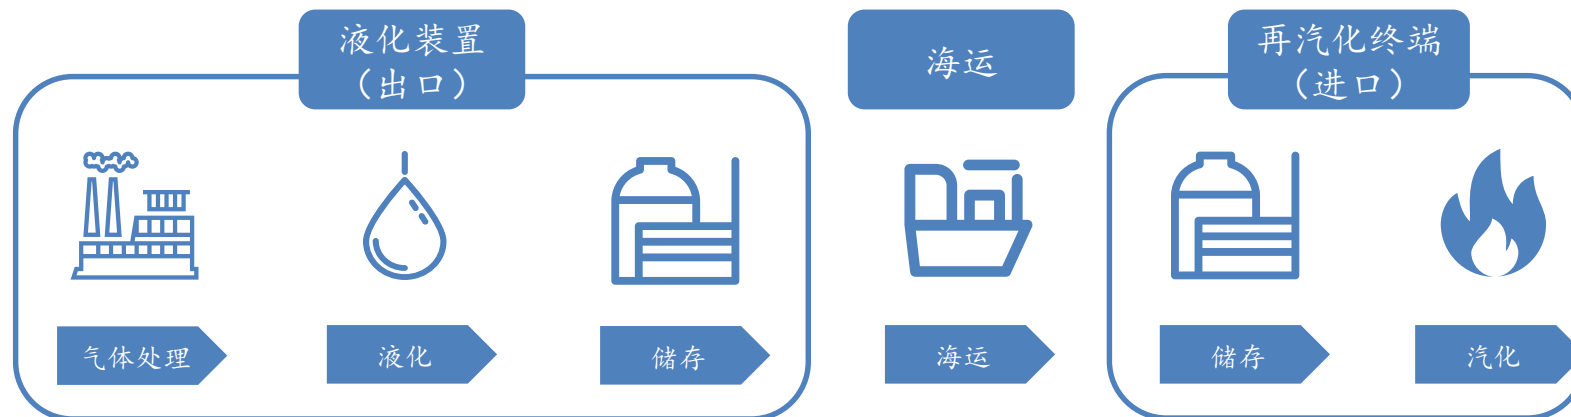 液化装置
（出口）
海运
再汽化终端
（进口）
气体处理
液化
储存
海运
储存
汽化